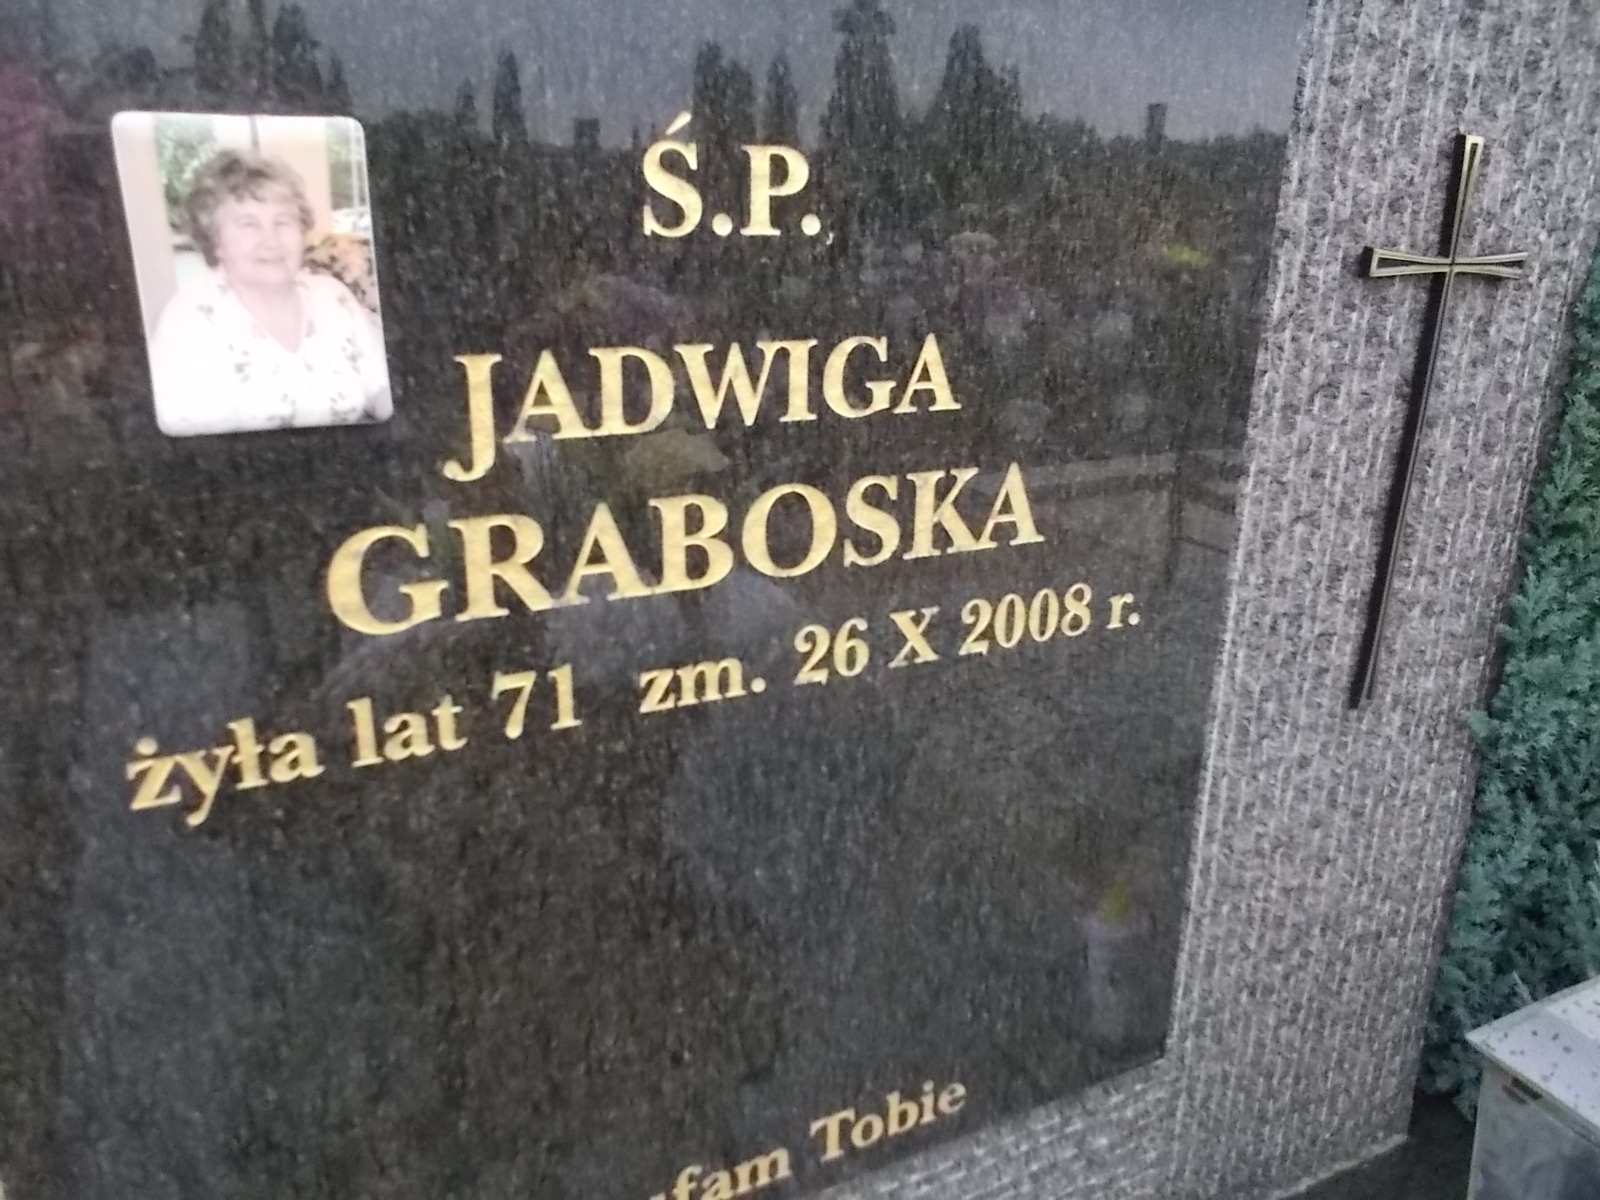 Ś.P.
JADWIGA
GRABOSKA
żyła lat 71 zm. 26 X 2008 r.
Tobie